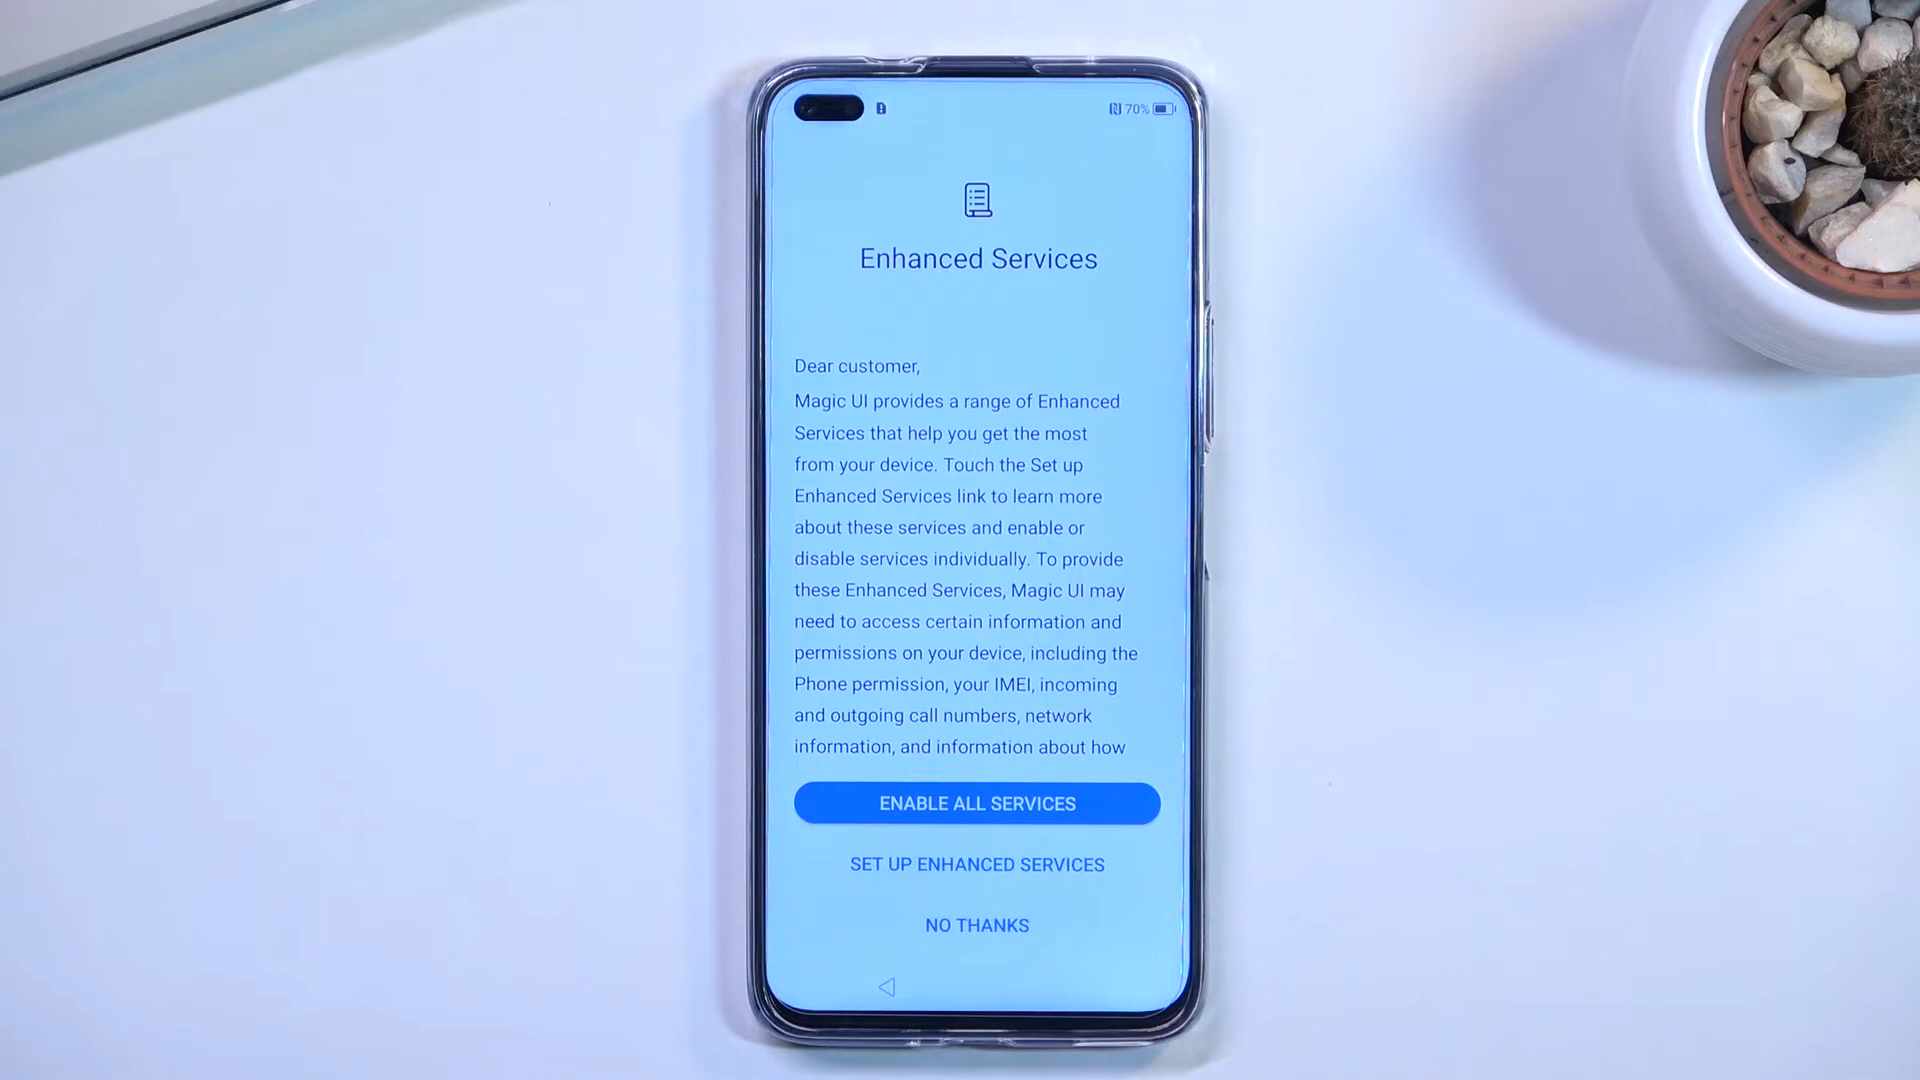 70%
Enhanced Services
Dear customer,
Magic UI provides a range of Enhanced
Services that help you get the most
from your device. Touch the Set up
Enhanced Services link to learn more
about these services and enable or
disable services individually. To provide
these Enhanced Services, Magic UI may
need to access certain information and
permissions on your device, including the
Phone permission, your IMEI, incoming
and outgoing call numbers, network
information, and information about how
ENABLE ALL SERVICES
SET UP ENHANCED SERVICES
NO THANKS